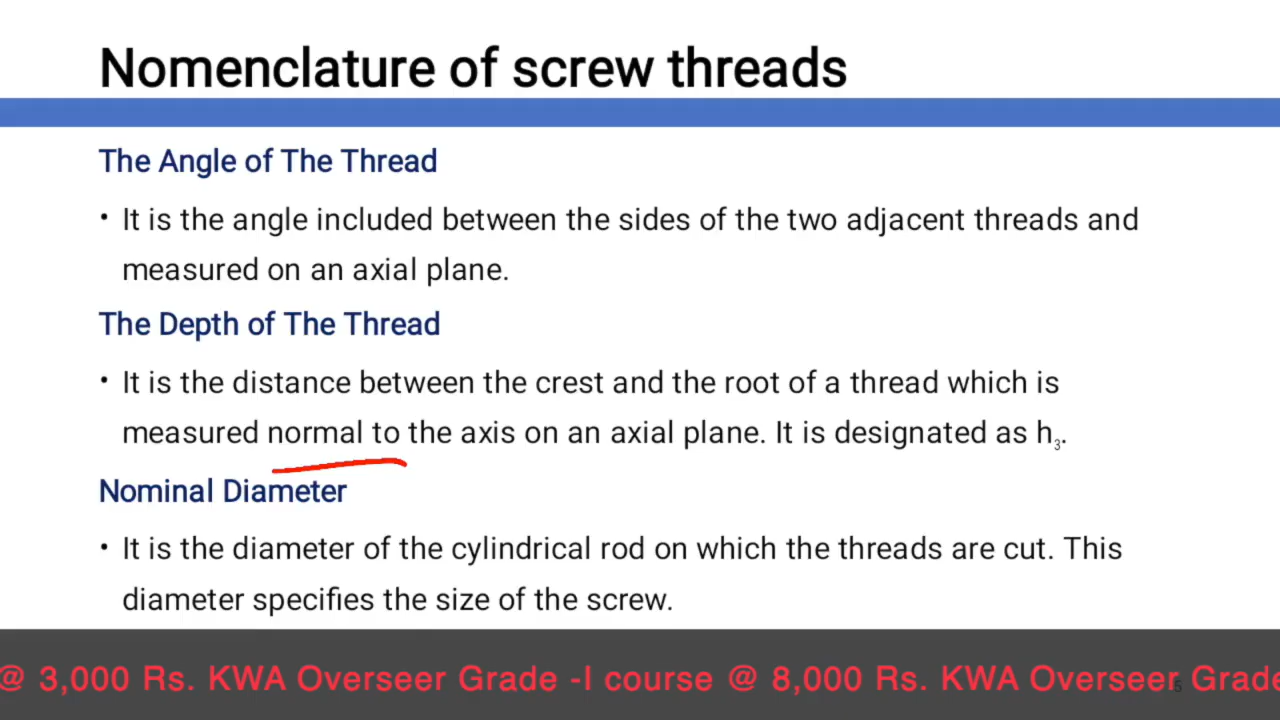 Nomenclature of screw threads
The Angle of The Thread
• It is the angle included between the sides of the two adjacent threads and
measured on an axial plane.
The Depth of The Thread
• It is the distance between the crest and the root of a thread which is
measured normal to the axis on an axial plane. It is designated as h₃.
Nominal Diameter
• It is the diameter of the cylindrical rod on which the threads are cut. This
diameter specifies the size of the screw.
@ 3,000 Rs. KWA Overseer Grade -I course @ 8,000 Rs. KWA Overseer Grade
5